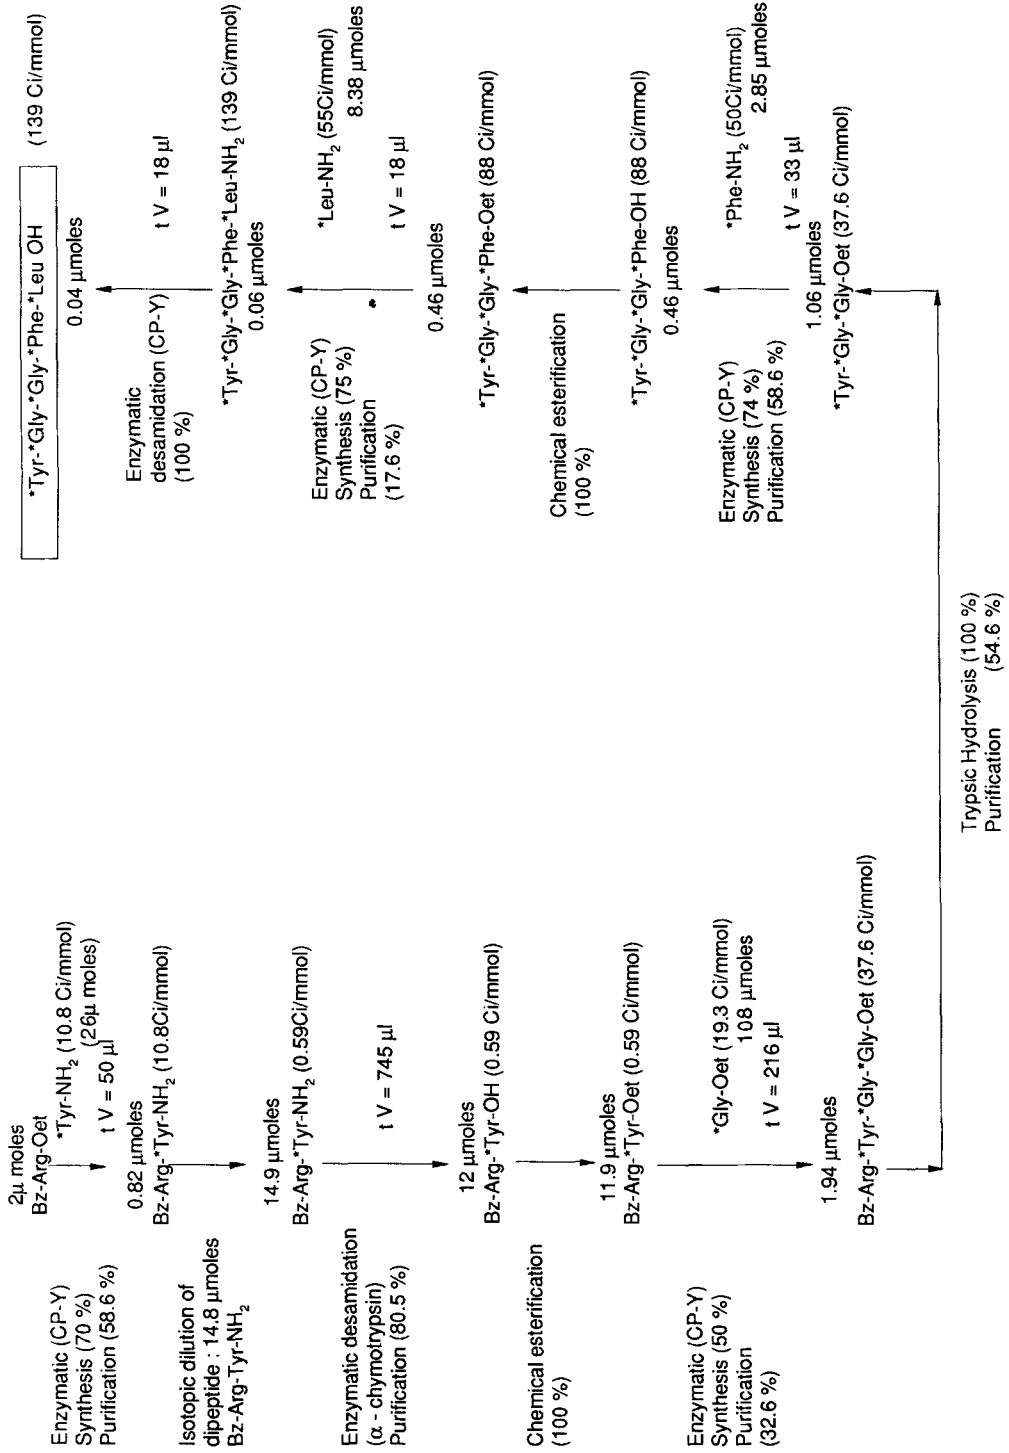 2μ moles
Bz-Arg-Oet
Enzymatic (CP-Y)
Synthesis (70 %)
Purification (58.6 %)
*Tyr-NH2 (10.8 Ci/mmol)
(26μ moles)
t V = 50 μl
0.82 μmoles
Bz-Arg-*Tyr-NH2 (10.8Ci/mmol)
Isotopic dilution of
dipeptide : 14.8 μmoles
Bz-Arg-Tyr-NH2
14.9 μmoles
Bz-Arg-*Tyr-NH2 (0.59Ci/mmol)
Enzymatic desamidation
(α - chymotrypsin)
Purification (80.5 %)
t V = 745 μl
12 μmoles
Bz-Arg-*Tyr-OH (0.59 Ci/mmol)
Chemical esterification
(100 %)
11.9 μmoles
Bz-Arg-*Tyr-Oet (0.59 Ci/mmol)
Enzymatic (CP-Y)
Synthesis (50 %)
Purification
(32.6 %)
*Gly-Oet (19.3 Ci/mmol)
108 μmoles
t V = 216 μl
1.94 μmoles
Bz-Arg-*Tyr-*Gly-*Gly-Oet (37.6 Ci/mmol)
Trypsic Hydrolysis (100 %)
Purification (54.6 %)
*Tyr-*Gly-*Gly-*Phe-*Leu OH (139 Ci/mmol)
0.04 μmoles
Enzymatic
desamidation (CP-Y)
(100 %)
t V = 18 μl
*Tyr-*Gly-*Gly-*Phe-*Leu-NH2 (139 Ci/mmol)
0.06 μmoles
Enzymatic (CP-Y)
Synthesis (75 %)
Purification
(17.6 %)
*Leu-NH2 (55Ci/mmol)
8.38 μmoles
t V = 18 μl
0.46 μmoles
*Tyr-*Gly-*Gly-*Phe-Oet (88 Ci/mmol)
Chemical esterification
(100 %)
*Tyr-*Gly-*Gly-*Phe-OH (88 Ci/mmol)
0.46 μmoles
Enzymatic (CP-Y)
Synthesis (74 %)
Purification (58.6 %)
*Phe-NH2 (50Ci/mmol)
2.85 μmoles
t V = 33 μl
1.06 μmoles
*Tyr-*Gly-*Gly-Oet (37.6 Ci/mmol)